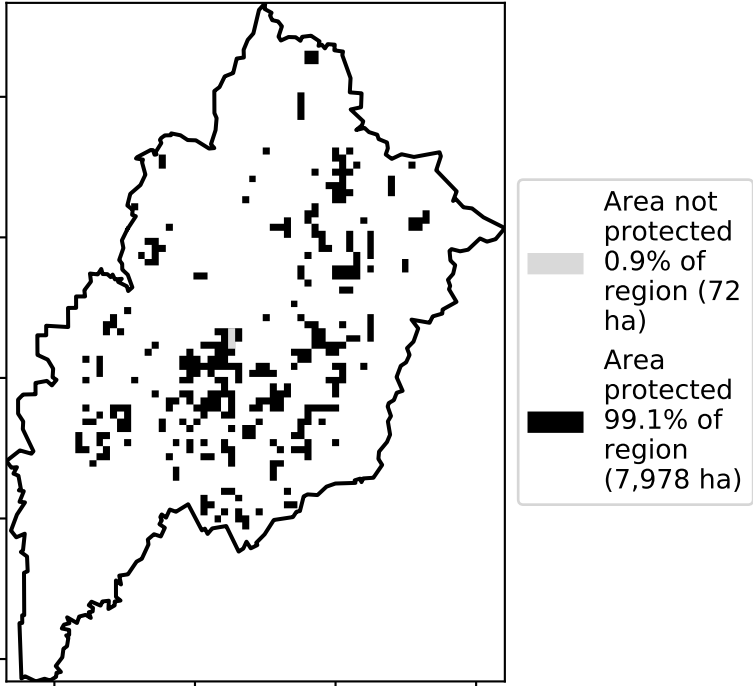 Area not
protected
0.9% of
region (72
ha)
Area
protected
99.1% of
region
(7,978 ha)